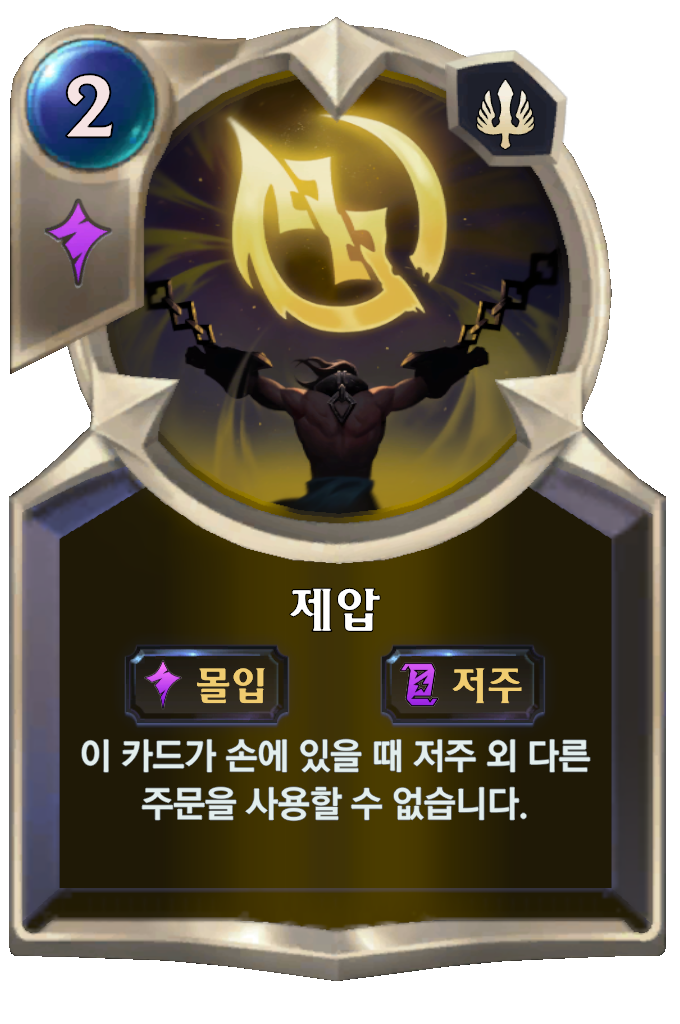 2
제압
몰입 저주
이 카드가 손에 있을 때 저주 외 다른
주문을 사용할 수 없습니다.